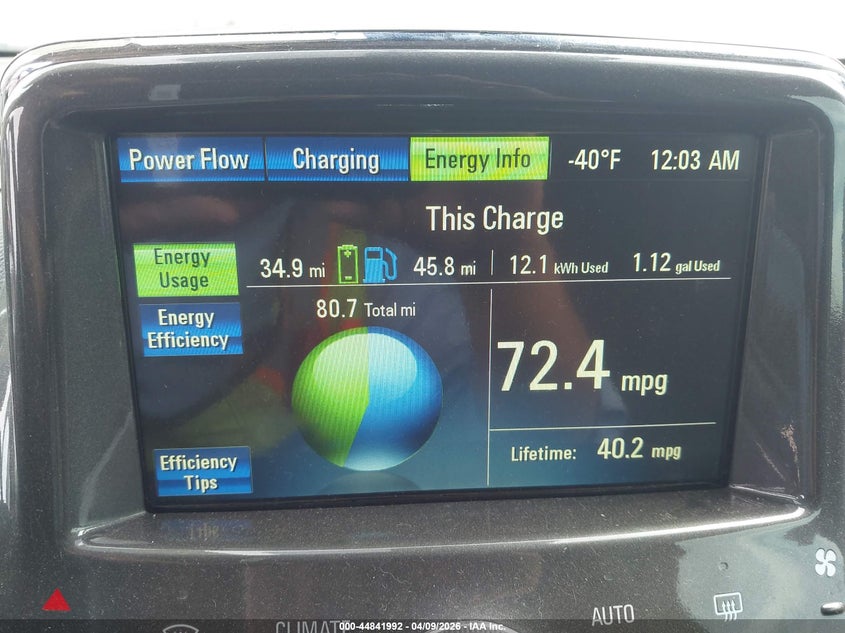 Power Flow Charging Energy Info -40°F 12:03 AM
This Charge
Energy Usage
34.9 mi 45.8 mi 12.1 kWh Used 1.12 gal Used
Energy Efficiency
80.7 Total mi
72.4 mpg
Lifetime: 40.2 mpg
Efficiency Tips
AUTO
000-44841992 - 04/09/2026 - IAA Inc.